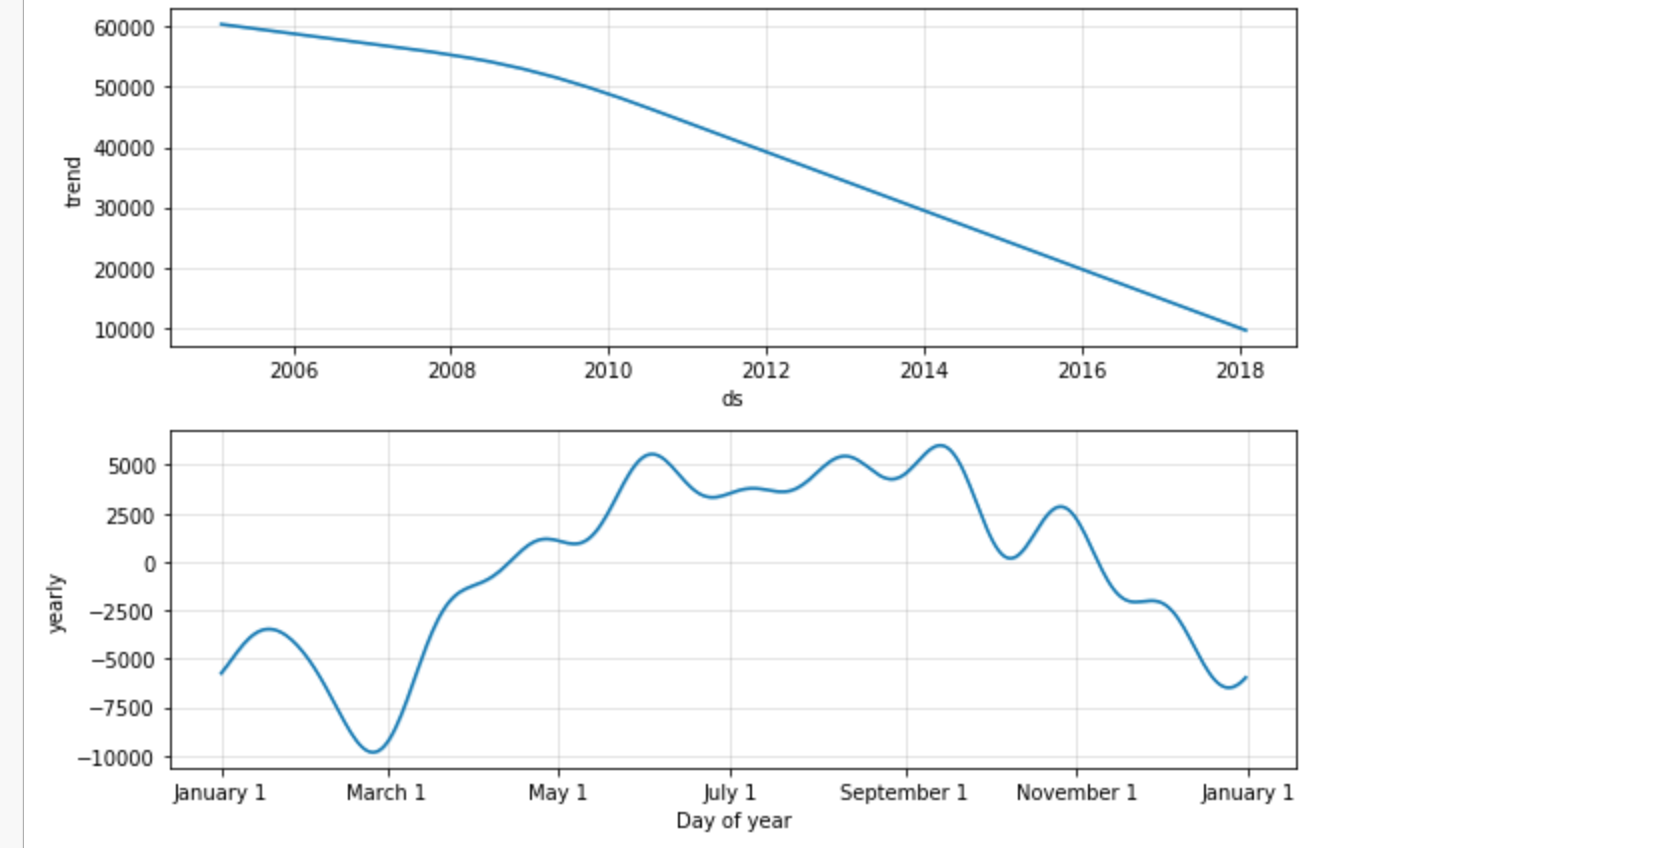 60000
50000
40000
30000
20000
10000
trend
2006 2008 2010 2012 2014 2016 2018
ds
5000
2500
0
−2500
−5000
−7500
−10000
yearly
January 1 March 1 May 1 July 1 September 1 November 1 January 1
Day of year